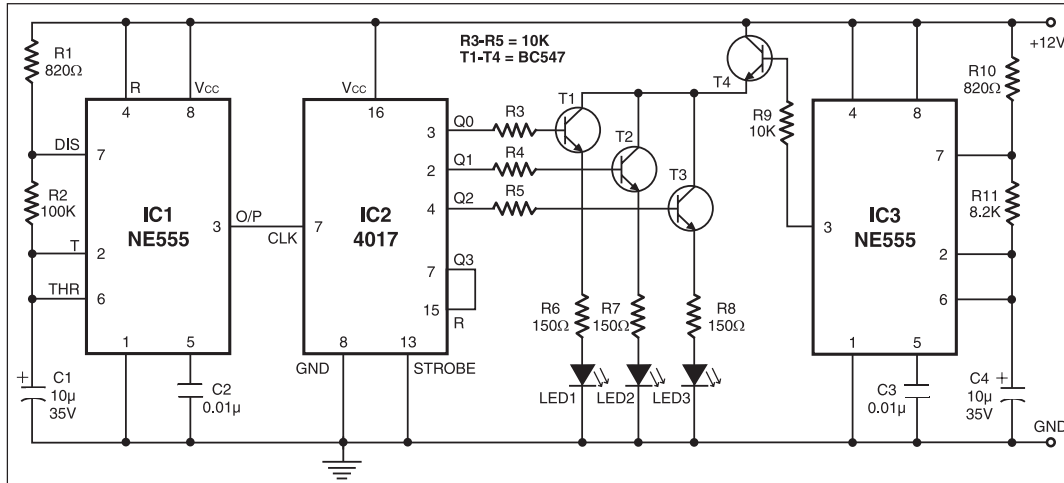 R3-R5 = 10K
T1-T4 = BC547
+12V
R1
820Ω
R
4
VCC
8
DIS
7
R2
100K
IC1
NE555
3
O/P
T
2
THR
6
1
5
C1
10µ
35V
+
C2
0.01µ
VCC
16
CLK
7
IC2
4017
3
Q0
2
Q1
4
Q2
7
Q3
15
R
8
GND
13
STROBE
R3
R4
R5
T1
T2
T3
T4
R9
10K
R6
150Ω
R7
150Ω
R8
150Ω
LED1
LED2
LED3
4
8
3
IC3
NE555
7
2
6
1
5
C3
0.01µ
R10
820Ω
R11
8.2K
C4
+
10µ
35V
GND